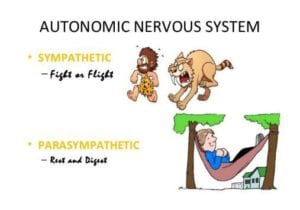 AUTONOMIC NERVOUS SYSTEM
• SYMPATHETIC
– Fight or Flight
• PARASYMPATHETIC
– Rest and Digest